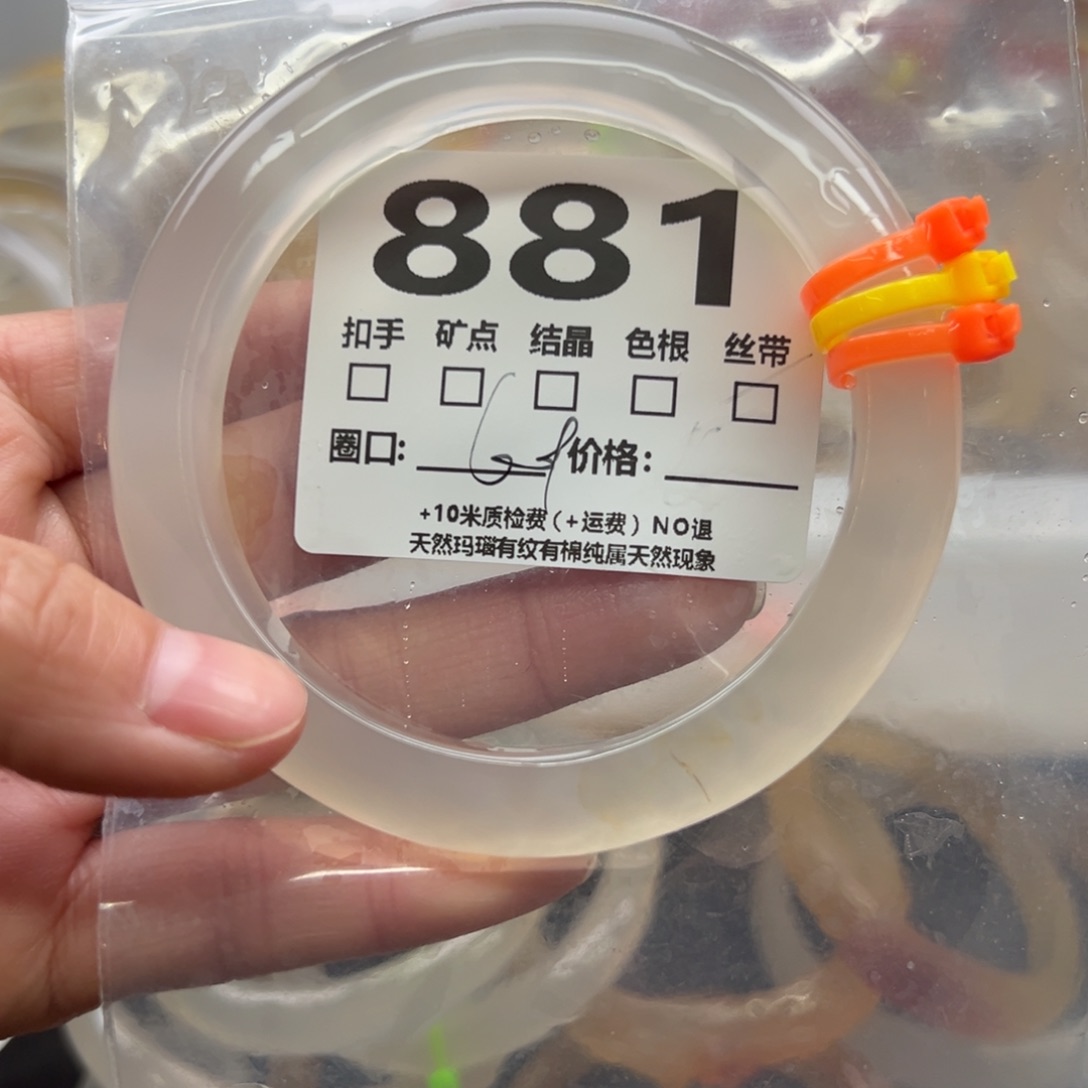 881
扣手 矿点 结晶 色根 丝带
圈口: 价格:
+10米质检费(+运费) NO退
天然玛瑙有纹有棉纯属天然现象